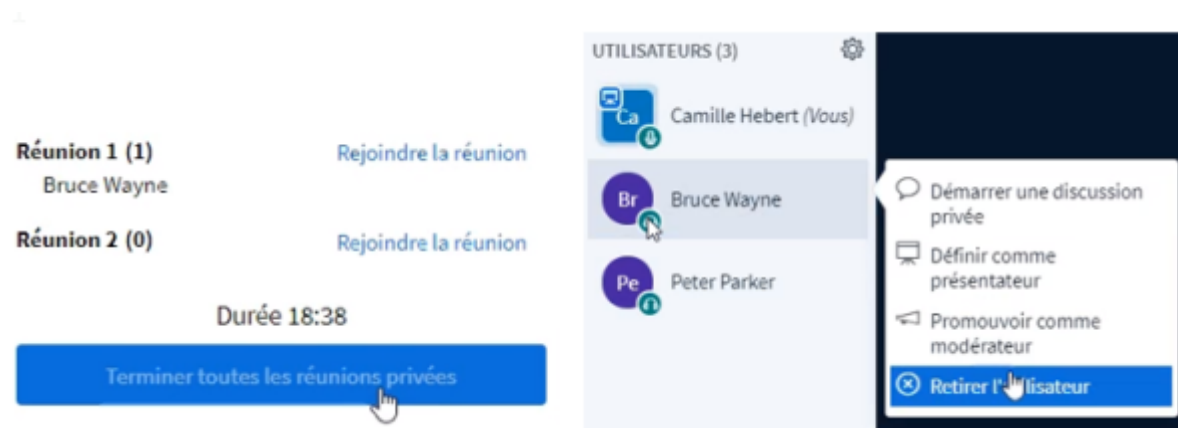 Réunion 1 (1) Rejoindre la réunion
Bruce Wayne
Réunion 2 (0) Rejoindre la réunion
Durée 18:38
Terminer toutes les réunions privées
UTILISATEURS (3)
Ca Camille Hebert (Vous)
Br Bruce Wayne
Pe Peter Parker
Démarrer une discussion
privée
Définir comme
présentateur
Promouvoir comme
modérateur
Retirer l'utilisateur